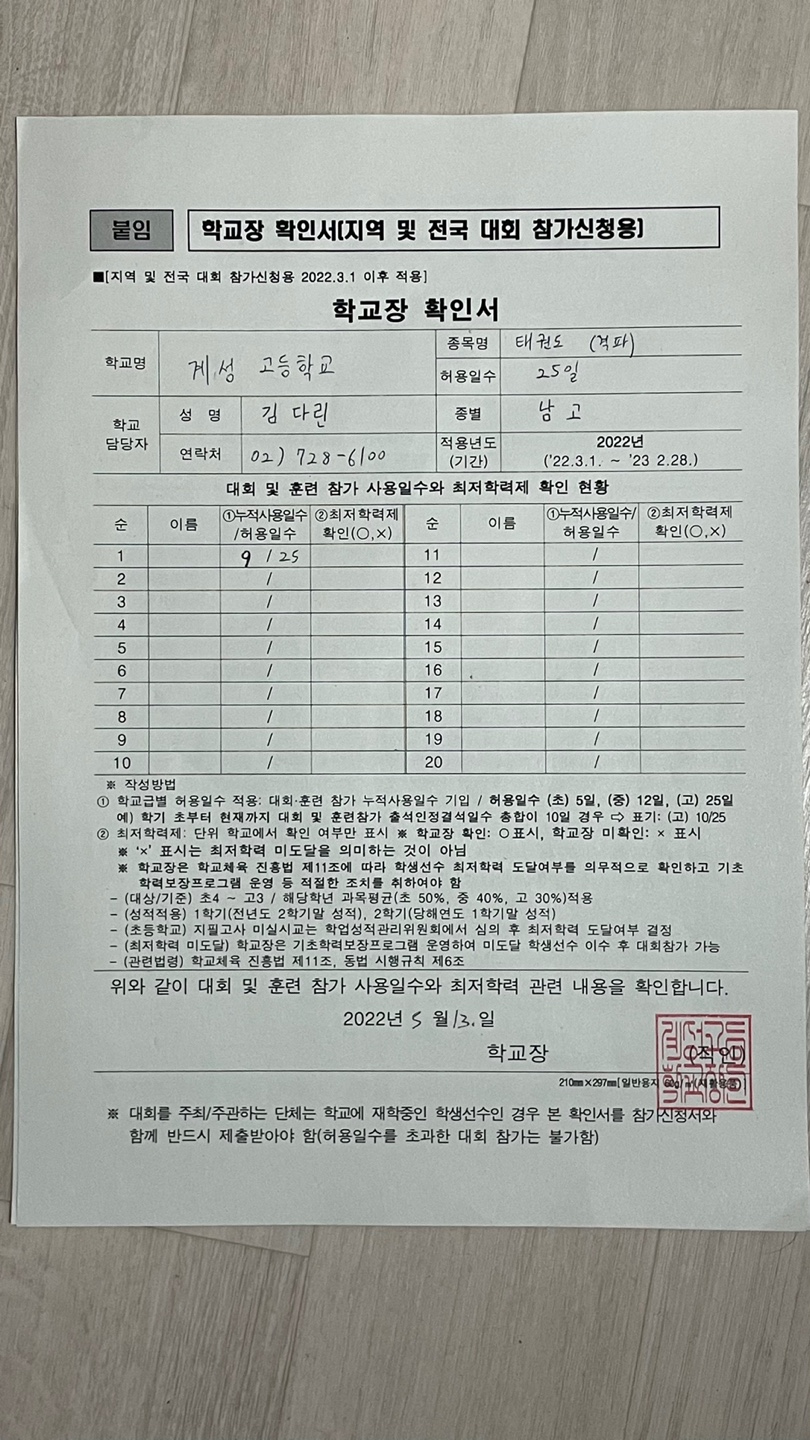 붙임 학교장 확인서(지역 및 전국 대회 참가신청용)
■[지역 및 전국 대회 참가신청용 2022.3.1 이후 적용]
학교장 확인서
학교명 계성 고등학교 종목명 태권도 (격파)
허용일수 25일
학교 담당자 성 명 김 다린 종별 남 고
연락처 02) 728-6100 적용년도 (기간) 2022년 ('22.3.1. ~ '23 2.28.)
대회 및 훈련 참가 사용일수와 최저학력제 확인 현황
순 이름 ①누적사용일수/허용일수 ②최저학력제 확인(○,×) 순 이름 ①누적사용일수/허용일수 ②최저학력제 확인(○,×)
1 9 / 25 11 /
2 / 12 /
3 / 13 /
4 / 14 /
5 / 15 /
6 / 16 /
7 / 17 /
8 / 18 /
9 / 19 /
10 / 20 /
※ 작성방법
① 학교급별 허용일수 적용: 대회·훈련 참가 누적사용일수 기입 / 허용일수 (초) 5일, (중) 12일, (고) 25일
예) 학기 초부터 현재까지 대회 및 훈련참가 출석인정결석일수 총합이 10일 경우 ⇨ 표기: (고) 10/25
② 최저학력제: 단위 학교에서 확인 여부만 표시 ※ 학교장 확인: ○표시, 학교장 미확인: × 표시
※ '×' 표시는 최저학력 미도달을 의미하는 것이 아님
※ 학교장은 학교체육 진흥법 제11조에 따라 학생선수 최저학력 도달여부를 의무적으로 확인하고 기초
학력보장프로그램 운영 등 적절한 조치를 취하여야 함
– (대상/기준) 초4 ~ 고3 / 해당학년 과목평균(초 50%, 중 40%, 고 30%)적용
– (성적적용) 1학기(전년도 2학기말 성적), 2학기(당해연도 1학기말 성적)
– (초등학교) 지필고사 미실시교는 학업성적관리위원회에서 심의 후 최저학력 도달여부 결정
– (최저학력 미도달) 학교장은 기초학력보장프로그램 운영하여 미도달 학생선수 이수 후 대회참가 가능
– (관련법령) 학교체육 진흥법 제11조, 동법 시행규칙 제6조
위와 같이 대회 및 훈련 참가 사용일수와 최저학력 관련 내용을 확인합니다.
2022년 5 월 13. 일
학교장 (직인)
210㎜×297㎜[일반용지 60g/㎡(재활용품)]
※ 대회를 주최/주관하는 단체는 학교에 재학중인 학생선수인 경우 본 확인서를 참가신청서와
함께 반드시 제출받아야 함(허용일수를 초과한 대회 참가는 불가함)